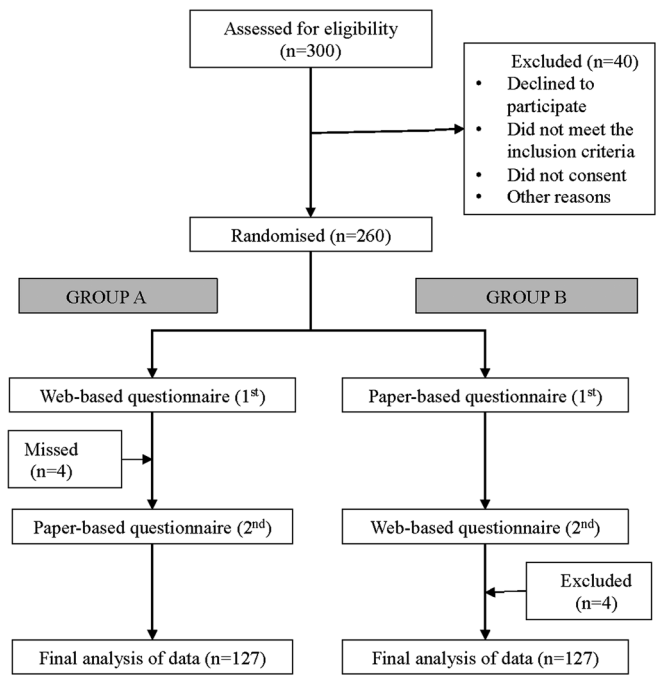 Assessed for eligibility
(n=300)
Excluded (n=40)
• Declined to
participate
• Did not meet the
inclusion criteria
• Did not consent
• Other reasons
Randomised (n=260)
GROUP A
GROUP B
Web-based questionnaire (1st)
Paper-based questionnaire (1st)
Missed
(n=4)
Paper-based questionnaire (2nd)
Web-based questionnaire (2nd)
Excluded
(n=4)
Final analysis of data (n=127)
Final analysis of data (n=127)